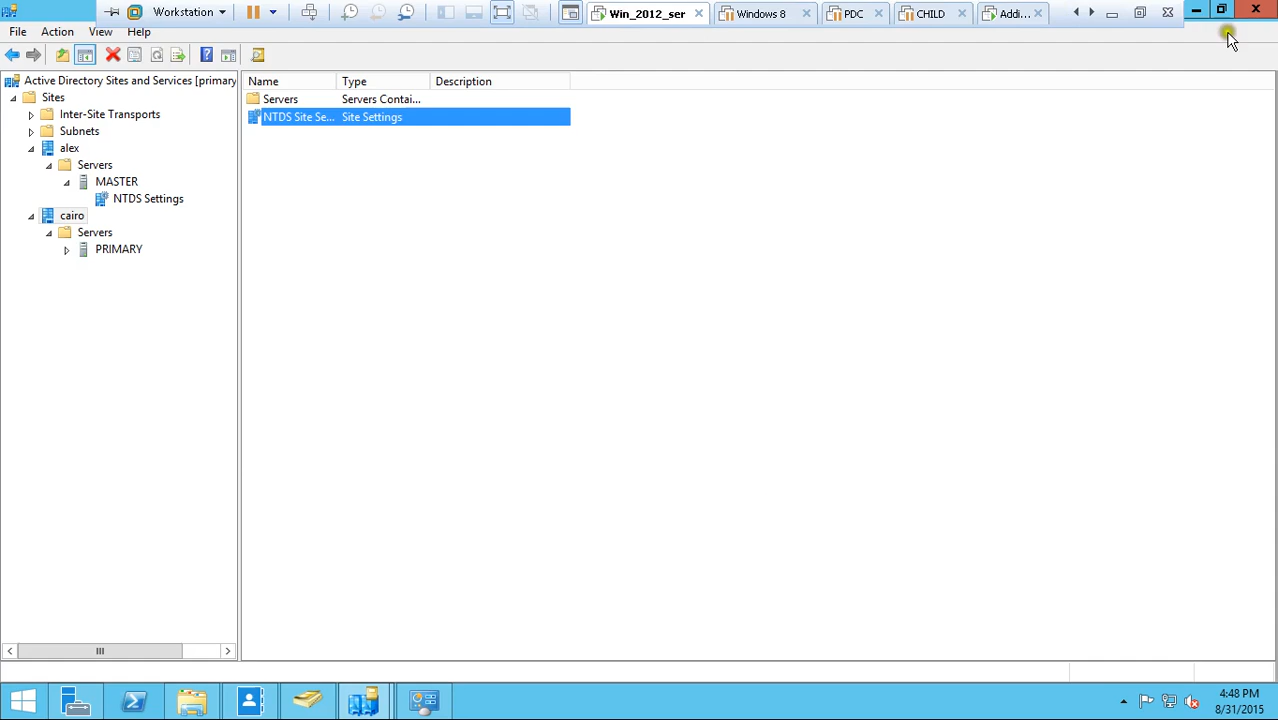 Workstation
Win_2012_ser
Windows 8
PDC
CHILD
Addi...
File Action View Help
Active Directory Sites and Services [primary
Name Type Description
Sites
Servers Servers Contai...
Inter-Site Transports
NTDS Site Se... Site Settings
Subnets
alex
Servers
MASTER
NTDS Settings
cairo
Servers
PRIMARY
4:48 PM
8/31/2015